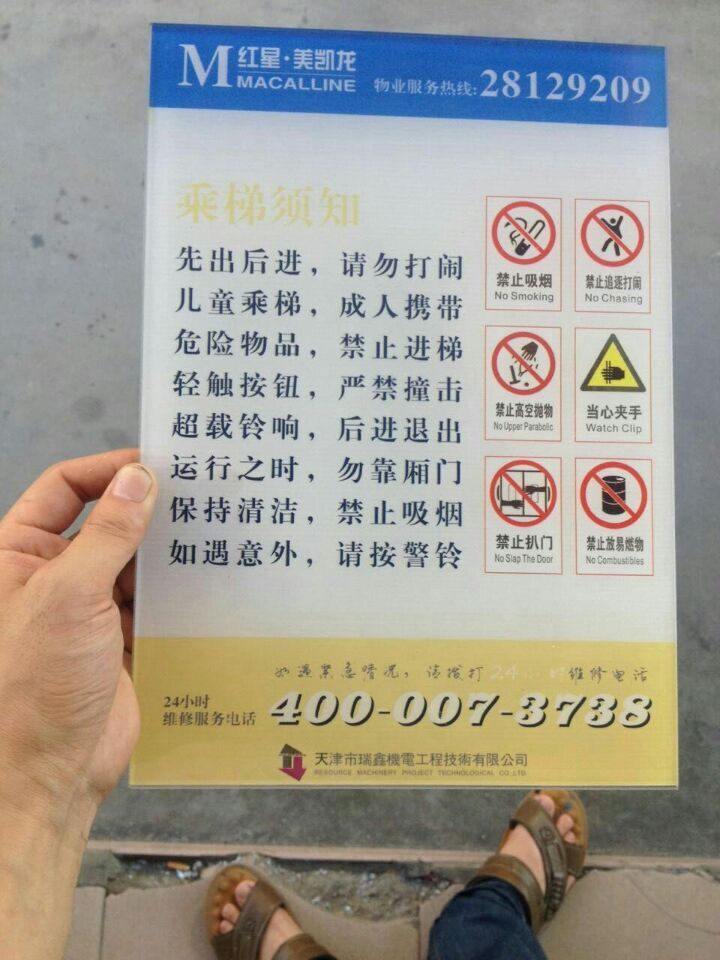 M 红星·美凯龙
MACALLINE
物业服务热线:28129209
乘梯须知
先出后进，请勿打闹
儿童乘梯，成人携带
危险物品，禁止进梯
轻触按钮，严禁撞击
超载铃响，后进退出
运行之时，勿靠厢门
保持清洁，禁止吸烟
如遇意外，请按警铃
禁止吸烟
No Smoking
禁止追逐打闹
No Chasing
禁止高空抛物
No Upper Parabolic
当心夹手
Watch Clip
禁止扒门
No Slap The Door
禁止放易燃物
No Combustibles
如遇紧急情况，请拨打24小时维修电话
24小时
维修服务电话
400-007-3738
天津市瑞鑫機電工程技術有限公司
RESOURCE MACHINERY PROJECT TECHNOLOGICAL CO.,LTD.